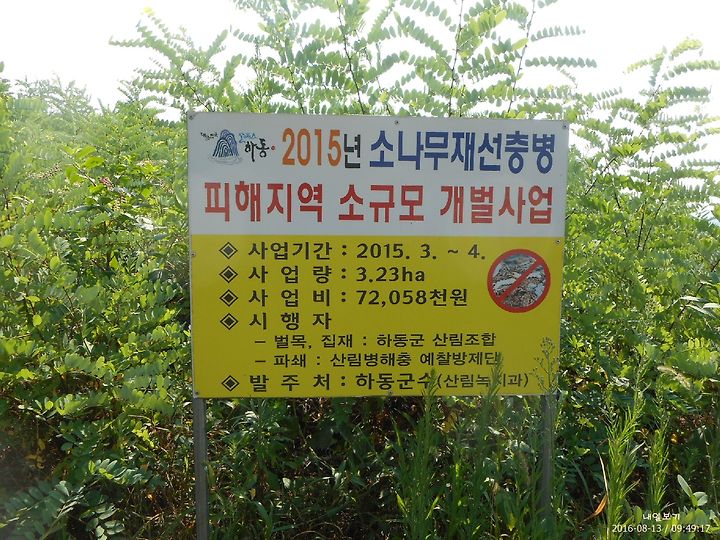 하동 2015년 소나무재선충병
피해지역 소규모 개벌사업
◈ 사업기간 : 2015. 3. ~ 4.
◈ 사 업 량 : 3.23ha
◈ 사 업 비 : 72,058천원
◈ 시 행 자
– 벌목, 집재 : 하동군 산림조합
– 파쇄 : 산림병해충 예찰방제단
◈ 발 주 처 : 하동군수(산림녹지과)
내일보기
2016-08-13 / 09:49:17